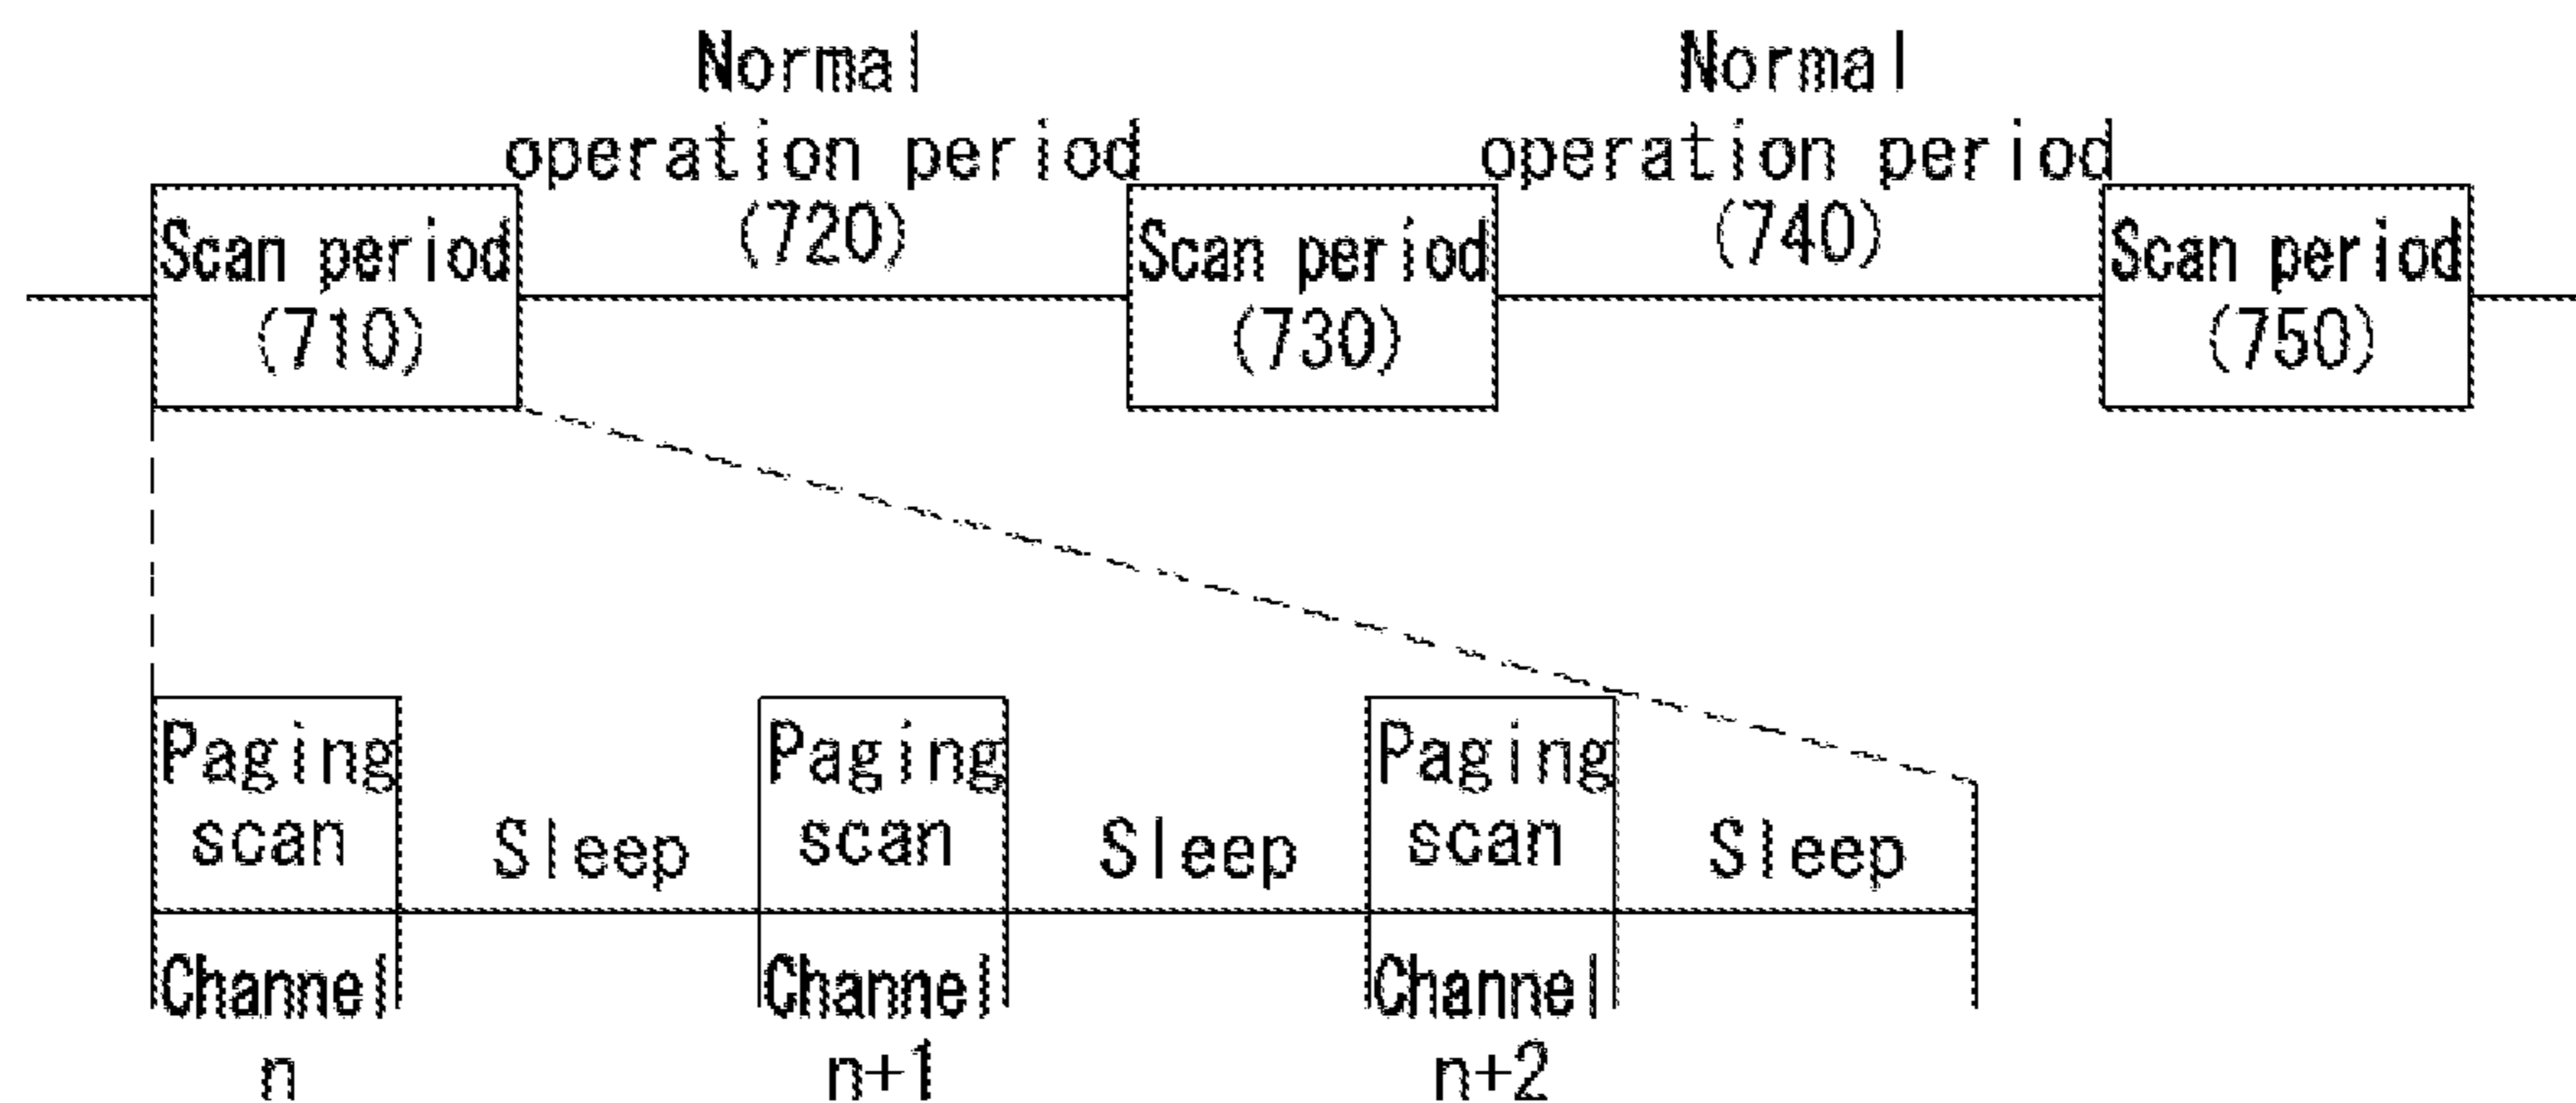 Normal
operation period
(720)
Normal
operation period
(740)
Scan period
(710)
Scan period
(730)
Scan period
(750)
Paging
scan
Sleep
Paging
scan
Sleep
Paging
scan
Sleep
Channel
n
Channel
n+1
Channel
n+2